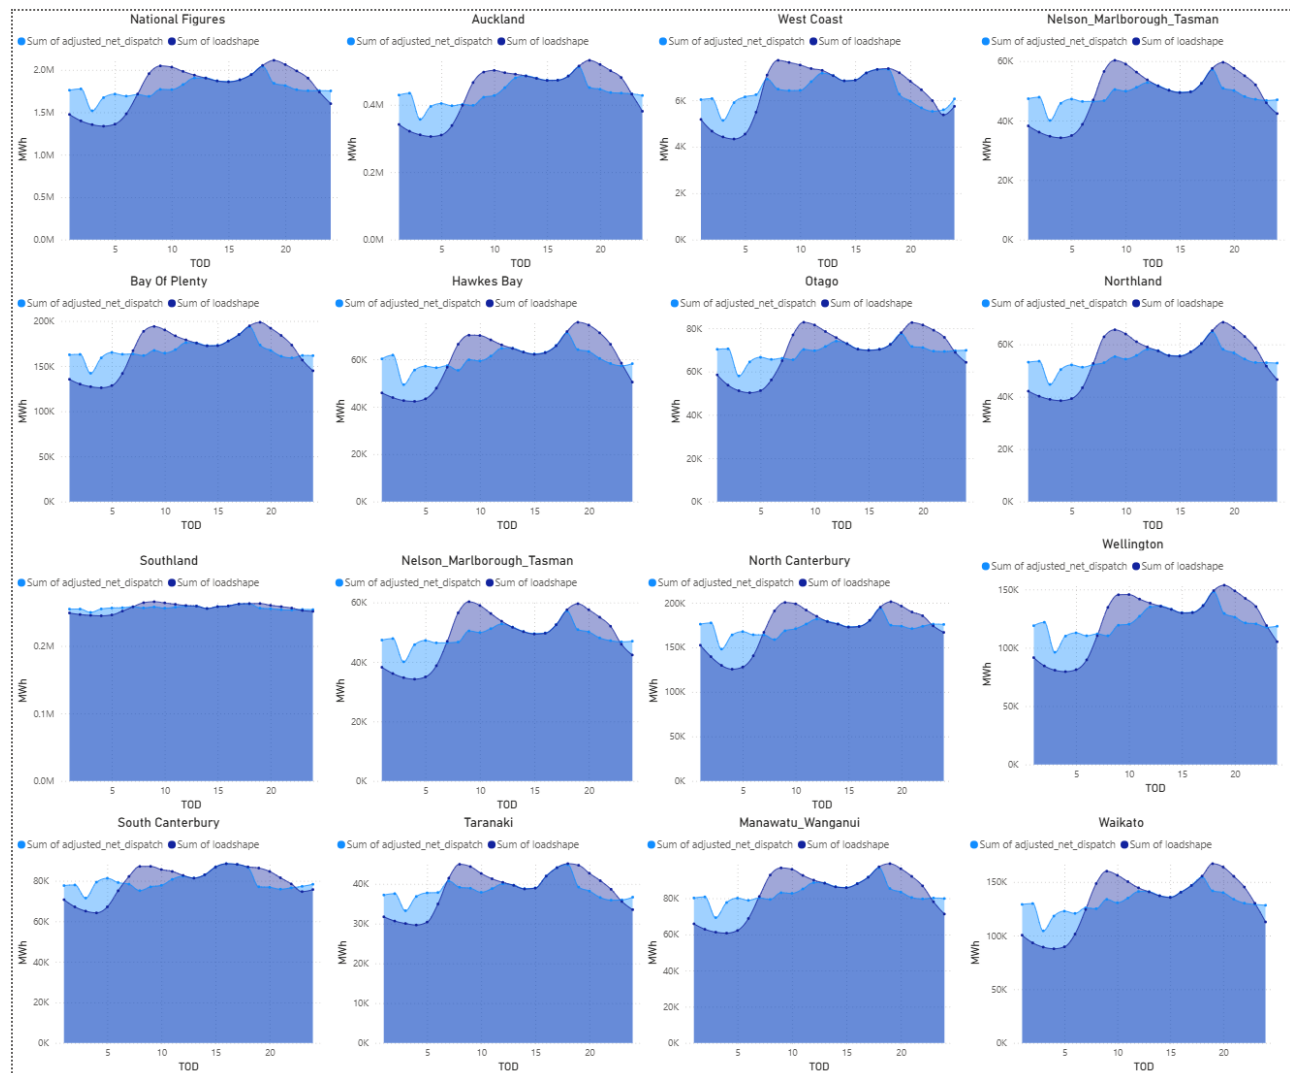 National Figures
Sum of adjusted_net_dispatch Sum of loadshape
2.0M
1.5M
1.0M
0.5M
0.0M
MWh
5 10 15 20
TOD
Auckland
Sum of adjusted_net_dispatch Sum of loadshape
0.4M
0.2M
0.0M
MWh
5 10 15 20
TOD
West Coast
Sum of adjusted_net_dispatch Sum of loadshape
6K
4K
2K
0K
MWh
5 10 15 20
TOD
Nelson_Marlborough_Tasman
Sum of adjusted_net_dispatch Sum of loadshape
60K
40K
20K
0K
MWh
5 10 15 20
TOD
Bay Of Plenty
Sum of adjusted_net_dispatch Sum of loadshape
200K
150K
100K
50K
0K
MWh
5 10 15 20
TOD
Hawkes Bay
Sum of adjusted_net_dispatch Sum of loadshape
60K
40K
20K
0K
MWh
5 10 15 20
TOD
Otago
Sum of adjusted_net_dispatch Sum of loadshape
80K
60K
40K
20K
0K
MWh
5 10 15 20
TOD
Northland
Sum of adjusted_net_dispatch Sum of loadshape
60K
40K
20K
0K
MWh
5 10 15 20
TOD
Southland
Sum of adjusted_net_dispatch Sum of loadshape
0.2M
0.1M
0.0M
MWh
5 10 15 20
TOD
Nelson_Marlborough_Tasman
Sum of adjusted_net_dispatch Sum of loadshape
60K
40K
20K
0K
MWh
5 10 15 20
TOD
North Canterbury
Sum of adjusted_net_dispatch Sum of loadshape
200K
150K
100K
50K
0K
MWh
5 10 15 20
TOD
Wellington
Sum of adjusted_net_dispatch Sum of loadshape
150K
100K
50K
0K
MWh
5 10 15 20
TOD
South Canterbury
Sum of adjusted_net_dispatch Sum of loadshape
80K
60K
40K
20K
0K
MWh
5 10 15 20
TOD
Taranaki
Sum of adjusted_net_dispatch Sum of loadshape
40K
30K
20K
10K
0K
MWh
5 10 15 20
TOD
Manawatu_Wanganui
Sum of adjusted_net_dispatch Sum of loadshape
80K
60K
40K
20K
0K
MWh
5 10 15 20
TOD
Waikato
Sum of adjusted_net_dispatch Sum of loadshape
150K
100K
50K
0K
MWh
5 10 15 20
TOD